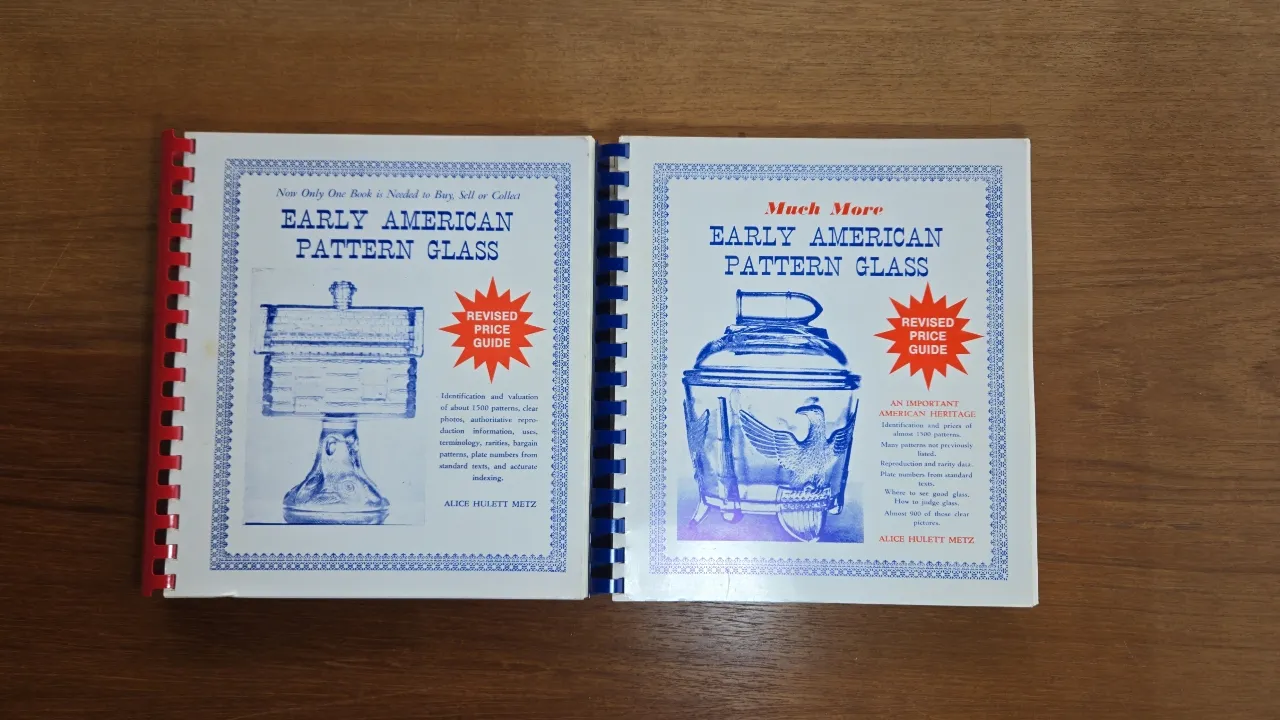 Now Only One Book is Needed to Buy, Sell or Collect
EARLY AMERICAN
PATTERN GLASS
REVISED
PRICE
GUIDE
Identification and valuation
of about 1500 patterns, clear
photos, authoritative repro-
duction information, uses,
terminology, rarities, bargain
patterns, plate numbers from
standard texts, and accurate
indexing.
ALICE HULETT METZ
Much More
EARLY AMERICAN
PATTERN GLASS
REVISED
PRICE
GUIDE
AN IMPORTANT
AMERICAN HERITAGE
Identification and prices of
almost 1500 patterns.
Many patterns not previously
listed.
Reproduction and rarity data.
Plate numbers from standard
texts.
Where to see good glass.
How to judge glass.
Almost 900 of those clear
pictures.
ALICE HULETT METZ